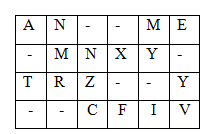 A N - - M E
- M N X Y -
T R Z - - Y
- - C F I V